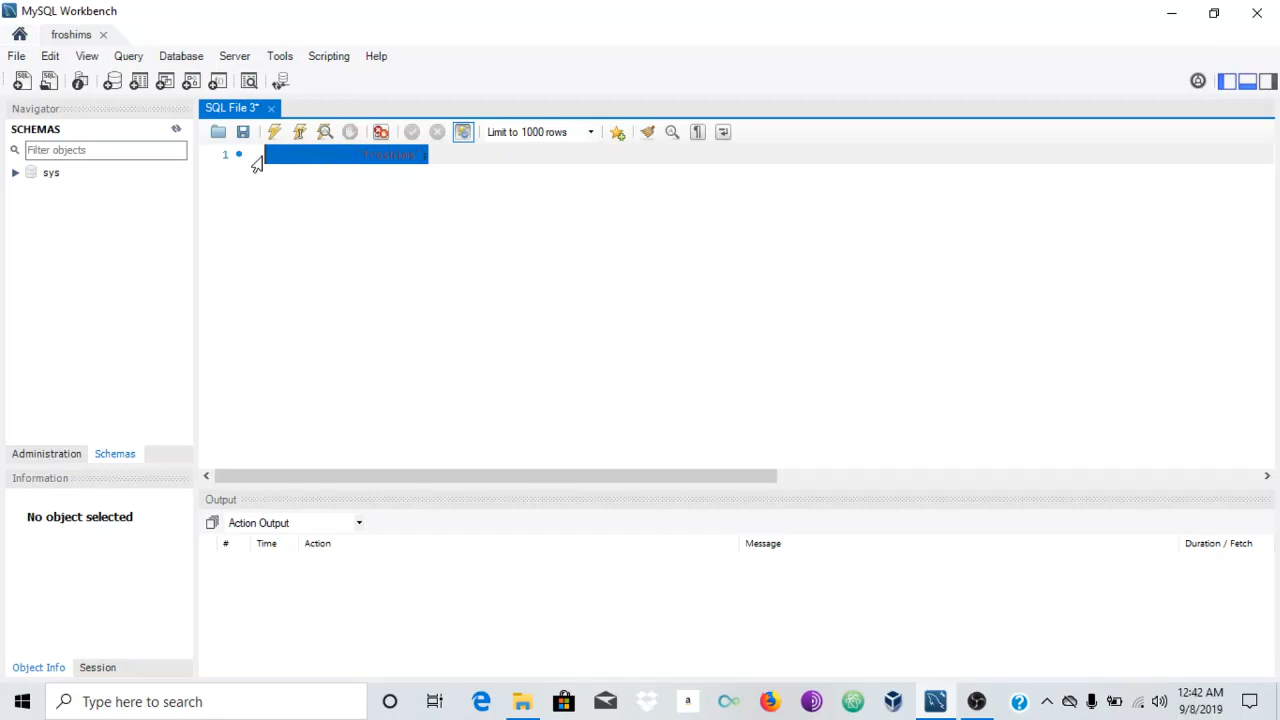 MySQL Workbench
froshims
File Edit View Query Database Server Tools Scripting Help
Navigator
SQL File 3*
SCHEMAS
Limit to 1000 rows
Filter objects
1
sys
Administration Schemas
Information
No object selected
Output
Action Output
# Time Action Message Duration / Fetch
Object Info Session
Type here to search
12:42 AM
9/8/2019